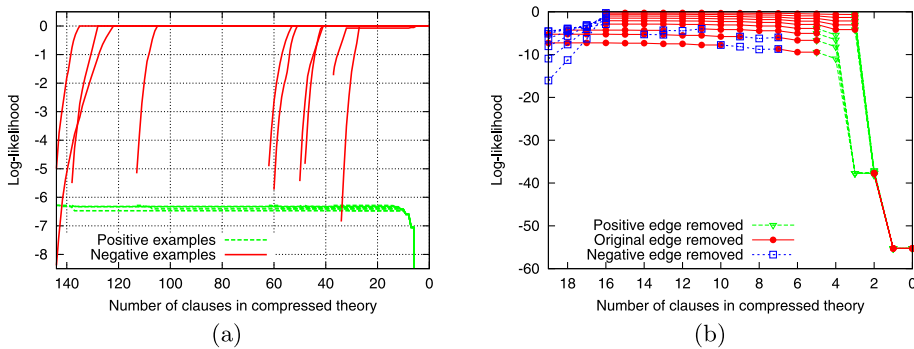 Log-likelihood
0
-1
-2
-3
-4
-5
-6
-7
-8
Positive examples
Negative examples
140 120 100 80 60 40 20 0
Number of clauses in compressed theory
(a)
Log-likelihood
0
-10
-20
-30
-40
-50
-60
Positive edge removed
Original edge removed
Negative edge removed
18 16 14 12 10 8 6 4 2 0
Number of clauses in compressed theory
(b)